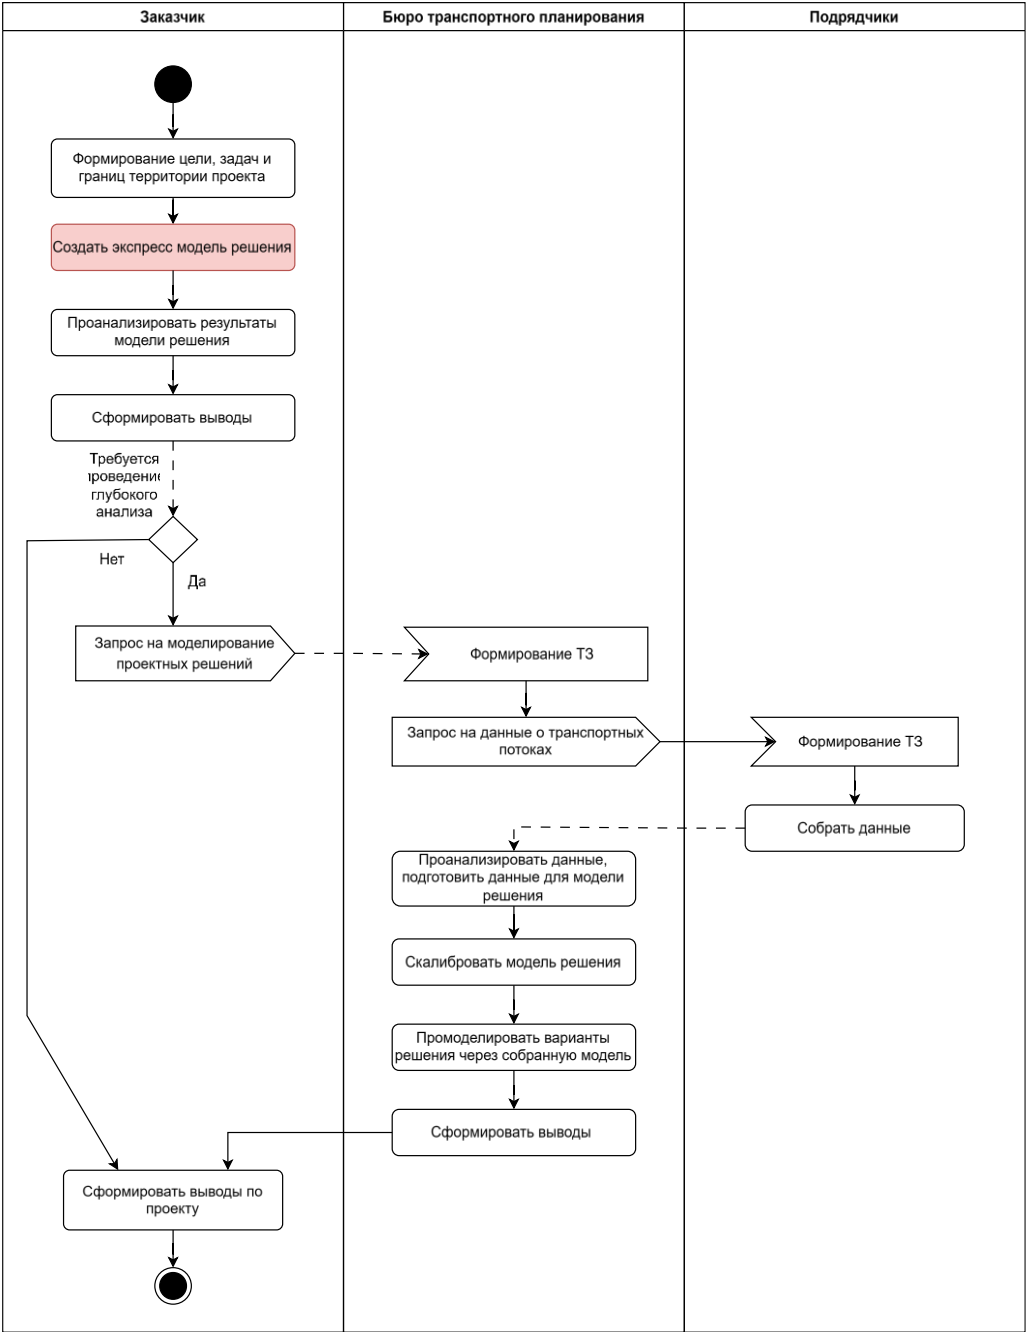 Заказчик
Бюро транспортного планирования
Подрядчики
Формирование цели, задач и
границ территории проекта
Создать экспресс модель решения
Проанализировать результаты
модели решения
Сформировать выводы
Требуется
проведение
глубокого
анализа
Нет
Да
Запрос на моделирование
проектных решений
Формирование ТЗ
Запрос на данные о транспортных
потоках
Формирование ТЗ
Собрать данные
Проанализировать данные,
подготовить данные для модели
решения
Скалибровать модель решения
Промоделировать варианты
решения через собранную модель
Сформировать выводы
Сформировать выводы по
проекту